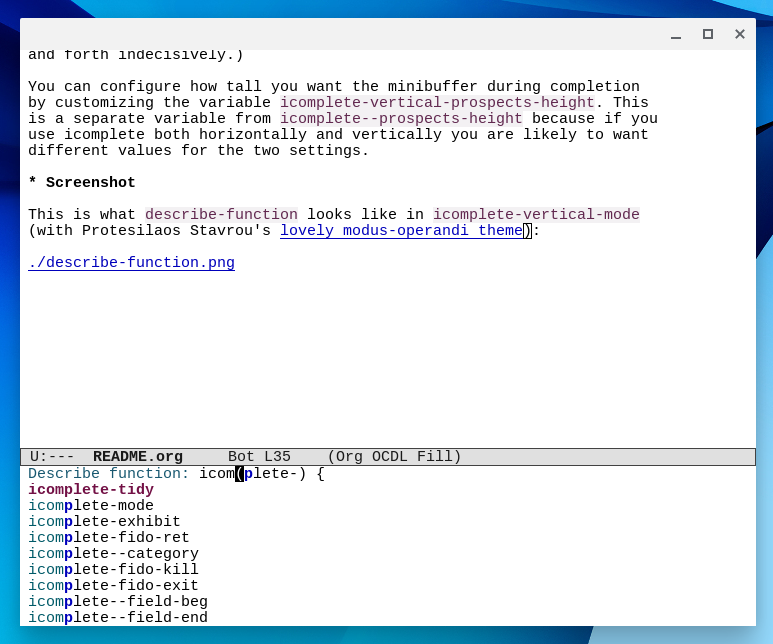 and forth indecisively.)
You can configure how tall you want the minibuffer during completion
by customizing the variable icomplete-vertical-prospects-height. This
is a separate variable from icomplete--prospects-height because if you
use icomplete both horizontally and vertically you are likely to want
different values for the two settings.
* Screenshot
This is what describe-function looks like in icomplete-vertical-mode
(with Protesilaos Stavrou's lovely modus-operandi theme):
./describe-function.png
U:--- README.org Bot L35 (Org OCDL Fill)
Describe function: icom(plete-) {
icomplete-tidy
icomplete-mode
icomplete-exhibit
icomplete-fido-ret
icomplete--category
icomplete-fido-kill
icomplete-fido-exit
icomplete--field-beg
icomplete--field-end